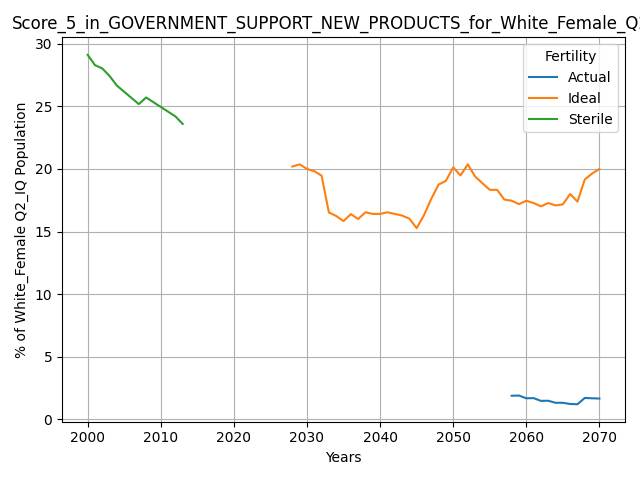 Score_5_in_GOVERNMENT_SUPPORT_NEW_PRODUCTS_for_White_Female_Q2
Fertility
Actual
Ideal
Sterile
% of White_Female Q2_IQ Population
30
25
20
15
10
5
0
2000 2010 2020 2030 2040 2050 2060 2070
Years